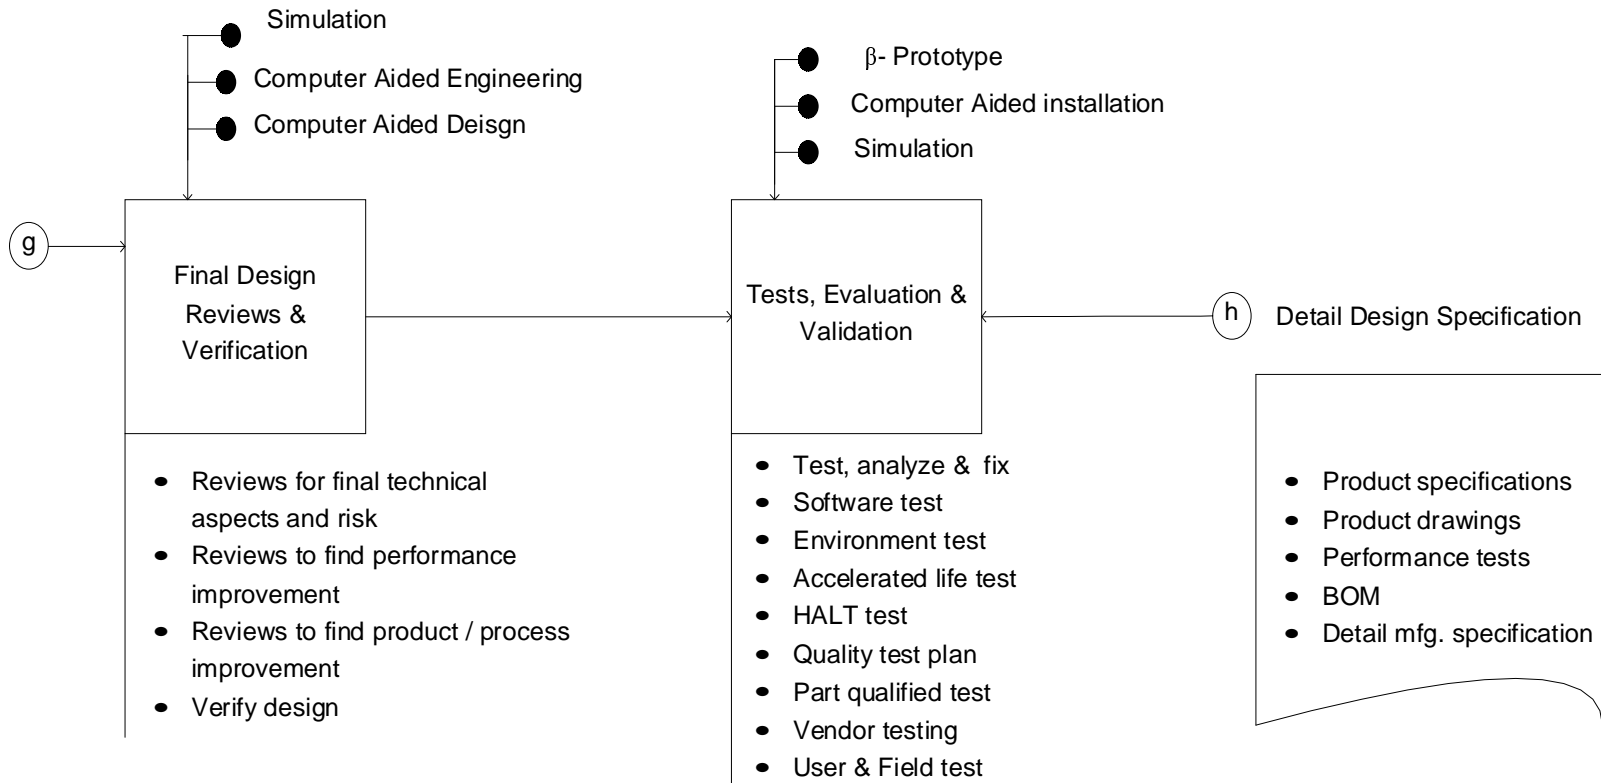 Simulation
Computer Aided Engineering
Computer Aided Deisgn
β- Prototype
Computer Aided installation
Simulation
g
Final Design
Reviews &
Verification
Tests, Evaluation &
Validation
h
Detail Design Specification
• Reviews for final technical
aspects and risk
• Reviews to find performance
improvement
• Reviews to find product / process
improvement
• Verify design
• Test, analyze & fix
• Software test
• Environment test
• Accelerated life test
• HALT test
• Quality test plan
• Part qualified test
• Vendor testing
• User & Field test
• Product specifications
• Product drawings
• Performance tests
• BOM
• Detail mfg. specification